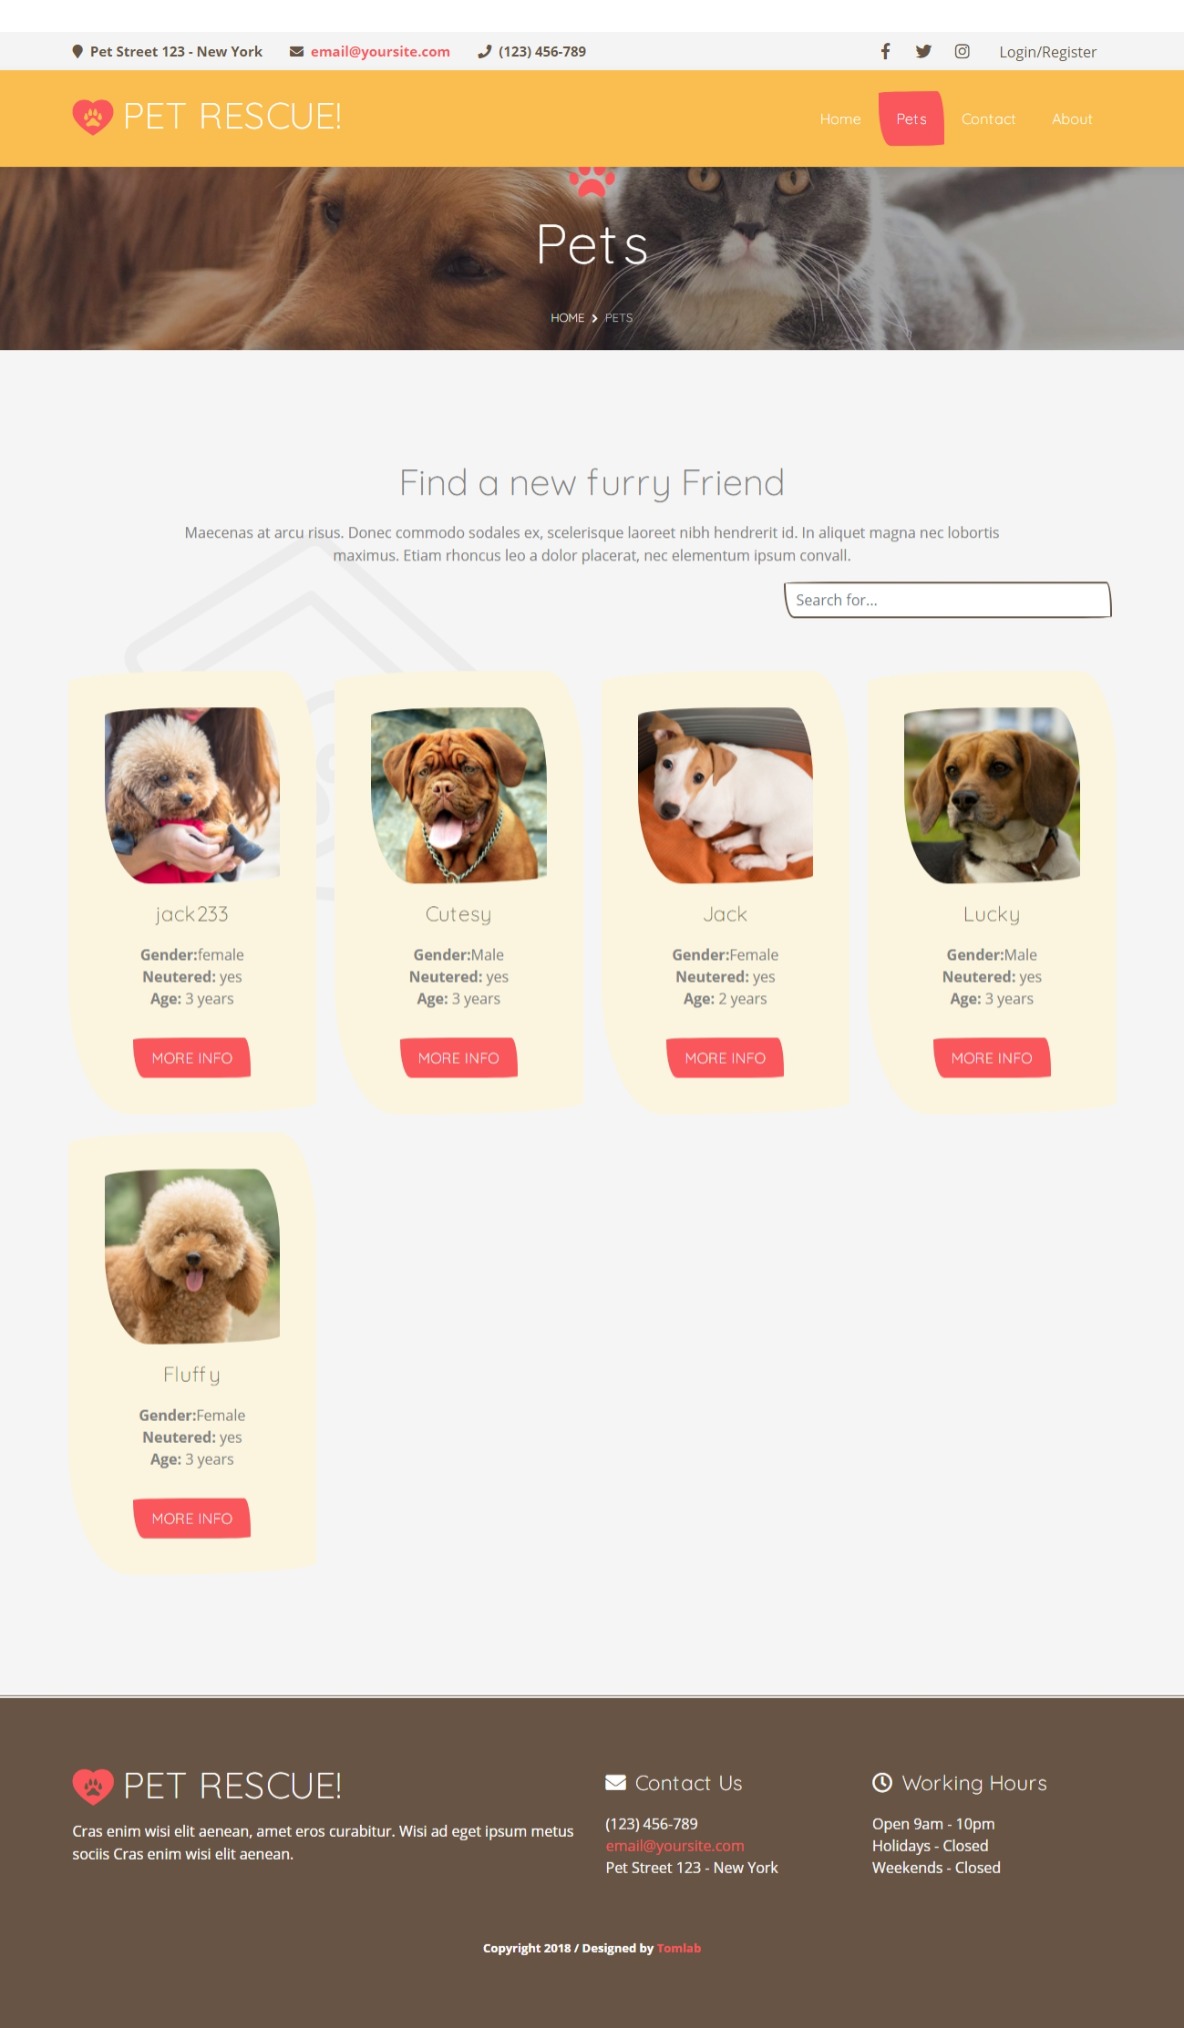 Pet Street 123 - New York
email@yoursite.com
(123) 456-789
Login/Register
PET RESCUE!
Home
Pets
Contact
About
Pets
HOME
PETS
Find a new furry Friend
Maecenas at arcu risus. Donec commodo sodales ex, scelerisque laoreet nibh hendrerit id. In aliquet magna nec lobortis
maximus. Etiam rhoncus leo a dolor placerat, nec elementum ipsum convall.
Search for...
jack233
Gender:female
Neutered: yes
Age: 3 years
MORE INFO
Cutesy
Gender:Male
Neutered: yes
Age: 3 years
MORE INFO
Jack
Gender:Female
Neutered: yes
Age: 2 years
MORE INFO
Lucky
Gender:Male
Neutered: yes
Age: 3 years
MORE INFO
Fluffy
Gender:Female
Neutered: yes
Age: 3 years
MORE INFO
PET RESCUE!
Cras enim wisi elit aenean, amet eros curabitur. Wisi ad eget ipsum metus
sociis Cras enim wisi elit aenean.
Contact Us
(123) 456-789
email@yoursite.com
Pet Street 123 - New York
Working Hours
Open 9am - 10pm
Holidays - Closed
Weekends - Closed
Copyright 2018 / Designed by Tomlab